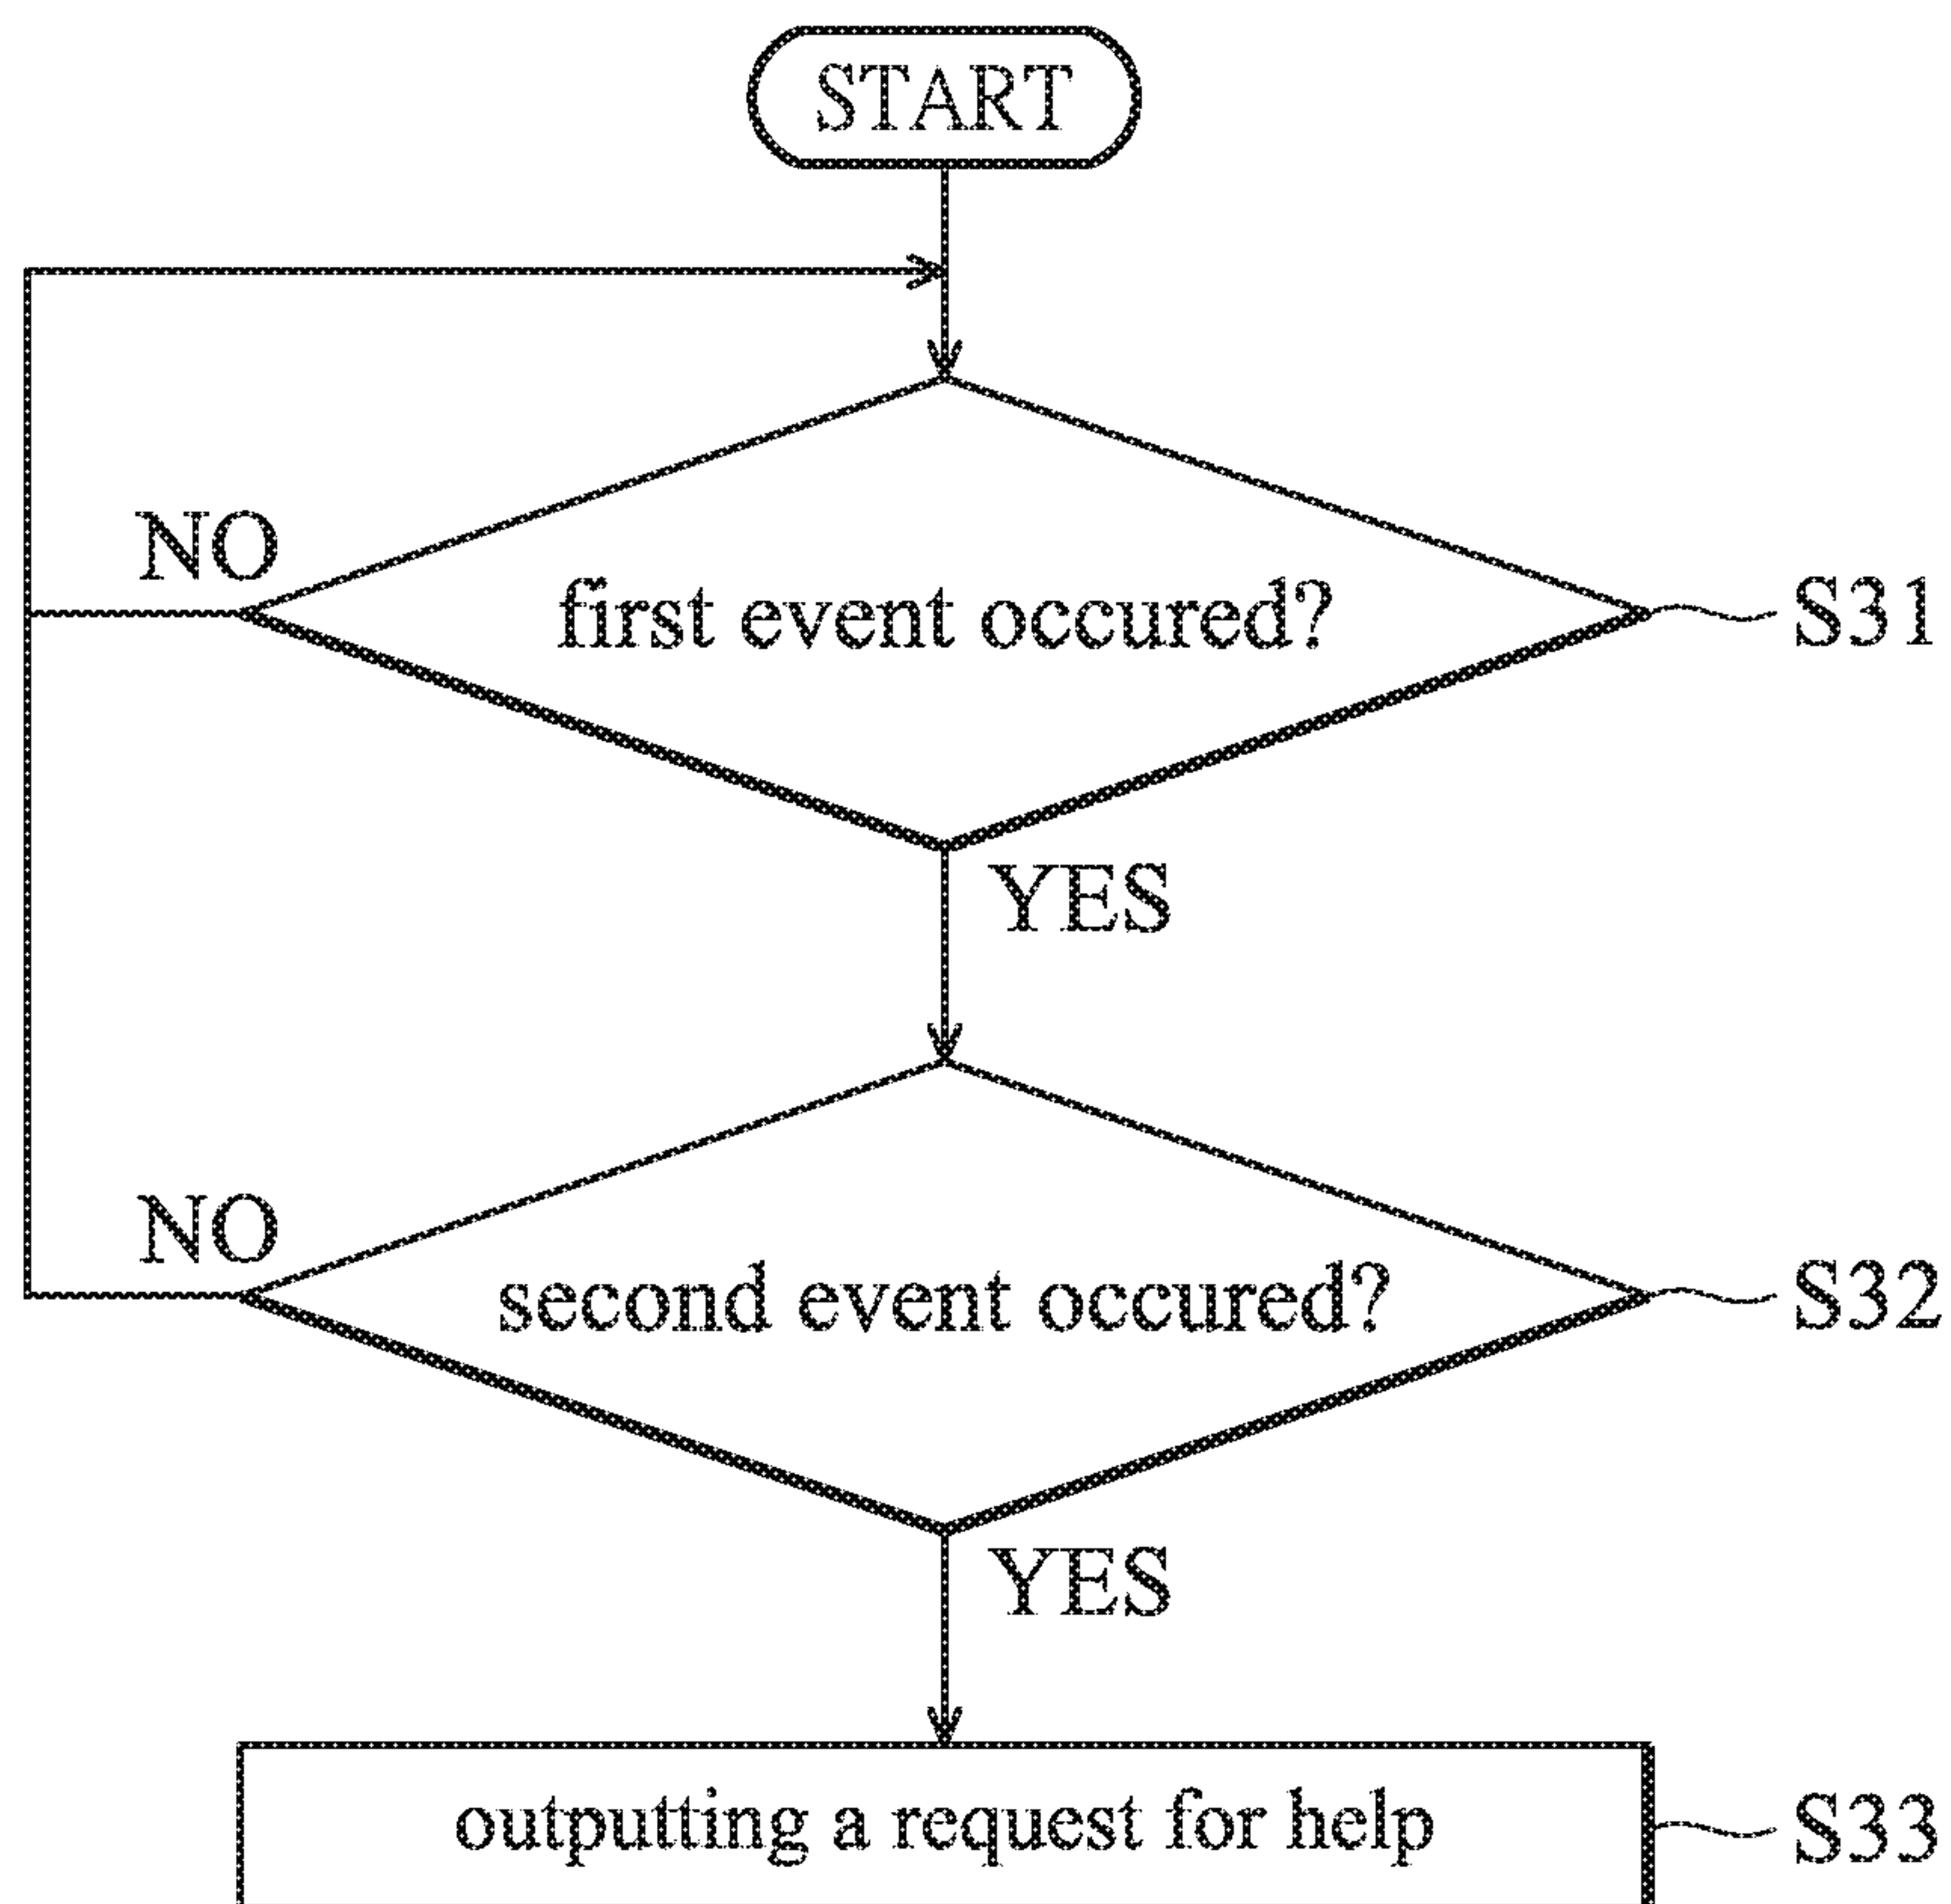 START
NO
first event occured?
S31
YES
NO
second event occured?
S32
YES
outputting a request for help
S33